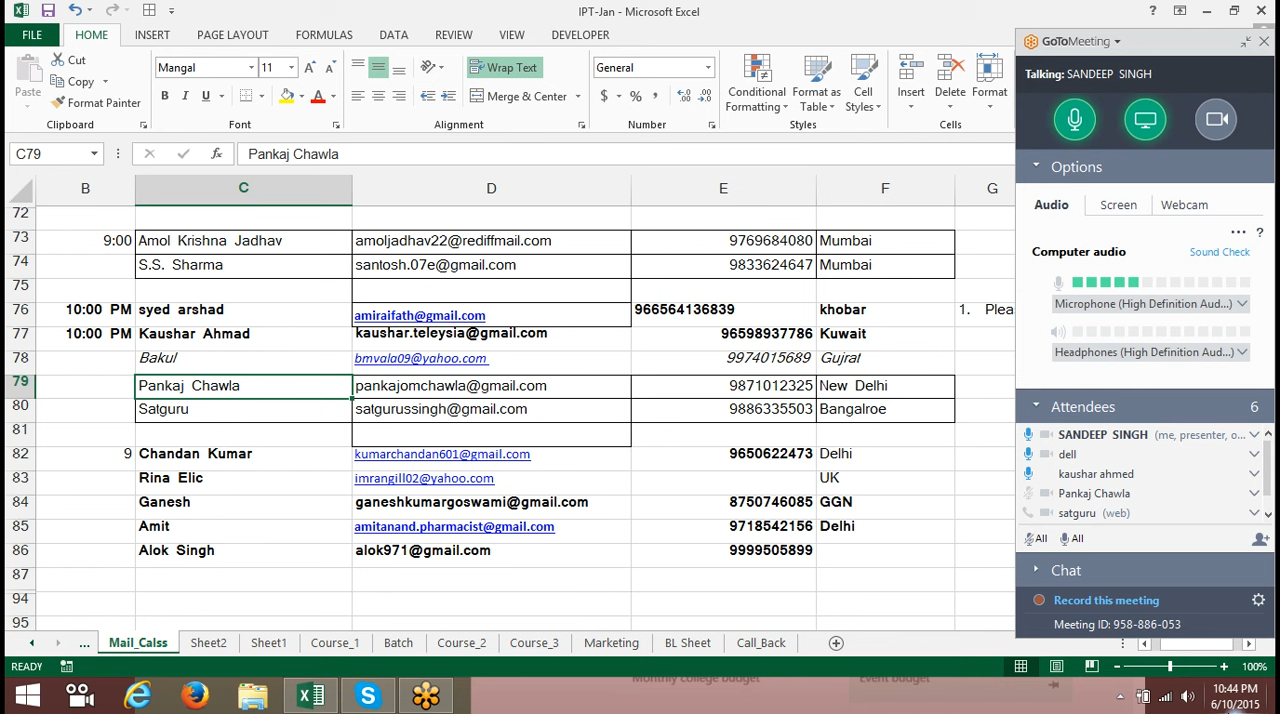 IPT-Jan - Microsoft Excel
FILE HOME INSERT PAGE LAYOUT FORMULAS DATA REVIEW VIEW DEVELOPER
Paste Cut Copy Format Painter Clipboard
Mangal 11 B I U A Font
Wrap Text Merge & Center Alignment
General $ % , Number
Conditional Formatting Format as Table Cell Styles Styles
Insert Delete Format Cells
C79 fx Pankaj Chawla
B C D E F G
72
73 9:00 Amol Krishna Jadhav amoljadhav22@rediffmail.com 9769684080 Mumbai
74 S.S. Sharma santosh.07e@gmail.com 9833624647 Mumbai
75
76 10:00 PM syed arshad amiraifath@gmail.com 966564136839 khobar 1. Plea
77 10:00 PM Kaushar Ahmad kaushar.teleysia@gmail.com 96598937786 Kuwait
78 Bakul bmvala09@yahoo.com 9974015689 Gujrat
79 Pankaj Chawla pankajomchawla@gmail.com 9871012325 New Delhi
80 Satguru satgurussingh@gmail.com 9886335503 Bangalroe
81
82 9 Chandan Kumar kumarchandan601@gmail.com 9650622473 Delhi
83 Rina Elic imrangill02@yahoo.com UK
84 Ganesh ganeshkumargoswami@gmail.com 8750746085 GGN
85 Amit amitanand.pharmacist@gmail.com 9718542156 Delhi
86 Alok Singh alok971@gmail.com 9999505899
87
94
95
... Mail_Calss Sheet2 Sheet1 Course_1 Batch Course_2 Course_3 Marketing BL Sheet Call_Back
READY 100%
GoToMeeting
Talking: SANDEEP SINGH
Options
Audio Screen Webcam
... ?
Computer audio Sound Check
Microphone (High Definition Aud...)
Headphones (High Definition Aud...)
Attendees 6
SANDEEP SINGH (me, presenter, o...
dell
kaushar ahmed
Pankaj Chawla
satguru (web)
All All
Chat
Record this meeting
Meeting ID: 958-886-053
Monthly college budget Event budget
10:44 PM
6/10/2015